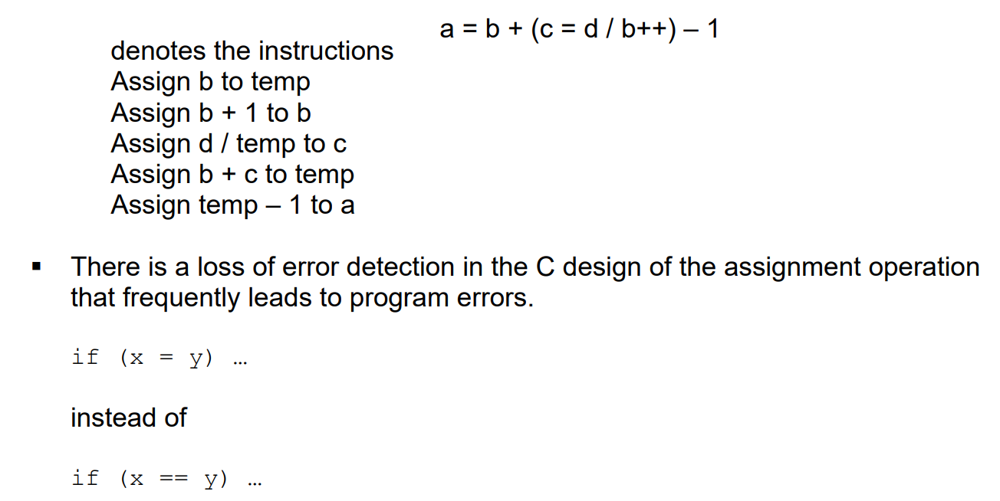 a = b + (c = d / b++) – 1
denotes the instructions
Assign b to temp
Assign b + 1 to b
Assign d / temp to c
Assign b + c to temp
Assign temp – 1 to a
▪ There is a loss of error detection in the C design of the assignment operation
that frequently leads to program errors.
if (x = y) …
instead of
if (x == y) …